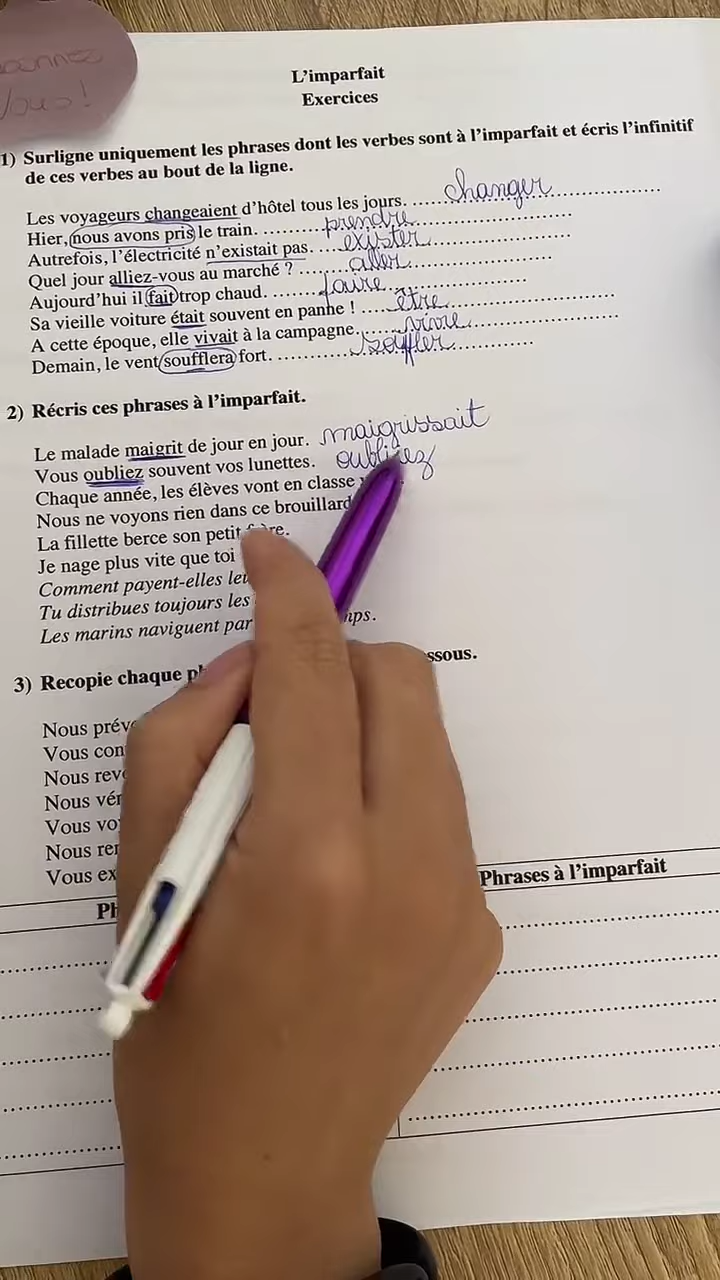 onnez
Vous !
L'imparfait
Exercices
1) Surligne uniquement les phrases dont les verbes sont à l'imparfait et écris l'infinitif
de ces verbes au bout de la ligne.
Les voyageurs changeaient d'hôtel tous les jours. changer
Hier, nous avons pris le train. prendre
Autrefois, l'électricité n'existait pas. exister
Quel jour alliez-vous au marché ? aller
Aujourd'hui il fait trop chaud. faire
Sa vieille voiture était souvent en panne ! être
A cette époque, elle vivait à la campagne. vivre
Demain, le vent soufflera fort. souffler
2) Récris ces phrases à l'imparfait.
Le malade maigrit de jour en jour. maigrissait
Vous oubliez souvent vos lunettes.
Chaque année, les élèves vont en classe
Nous ne voyons rien dans ce brouillard
La fillette berce son petit
Je nage plus vite que toi
Comment payent-elles
Tu distribues toujours les
Les marins naviguent par
3) Recopie chaque
Nous
Vous
Nous
Nous
Vous
Nous
Vous
Phrases à l'imparfait